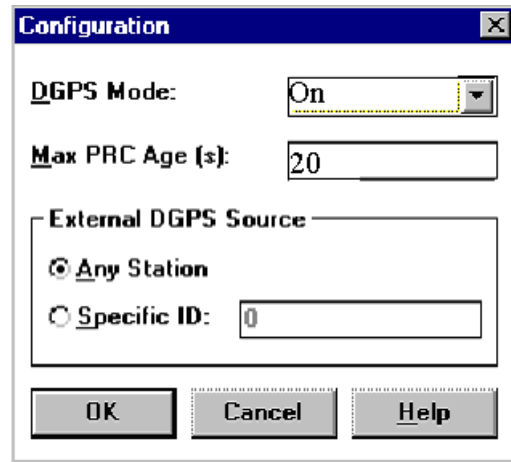 Configuration
DGPS Mode: On
Max PRC Age (s): 20
External DGPS Source
Any Station
Specific ID: 0
OK Cancel Help